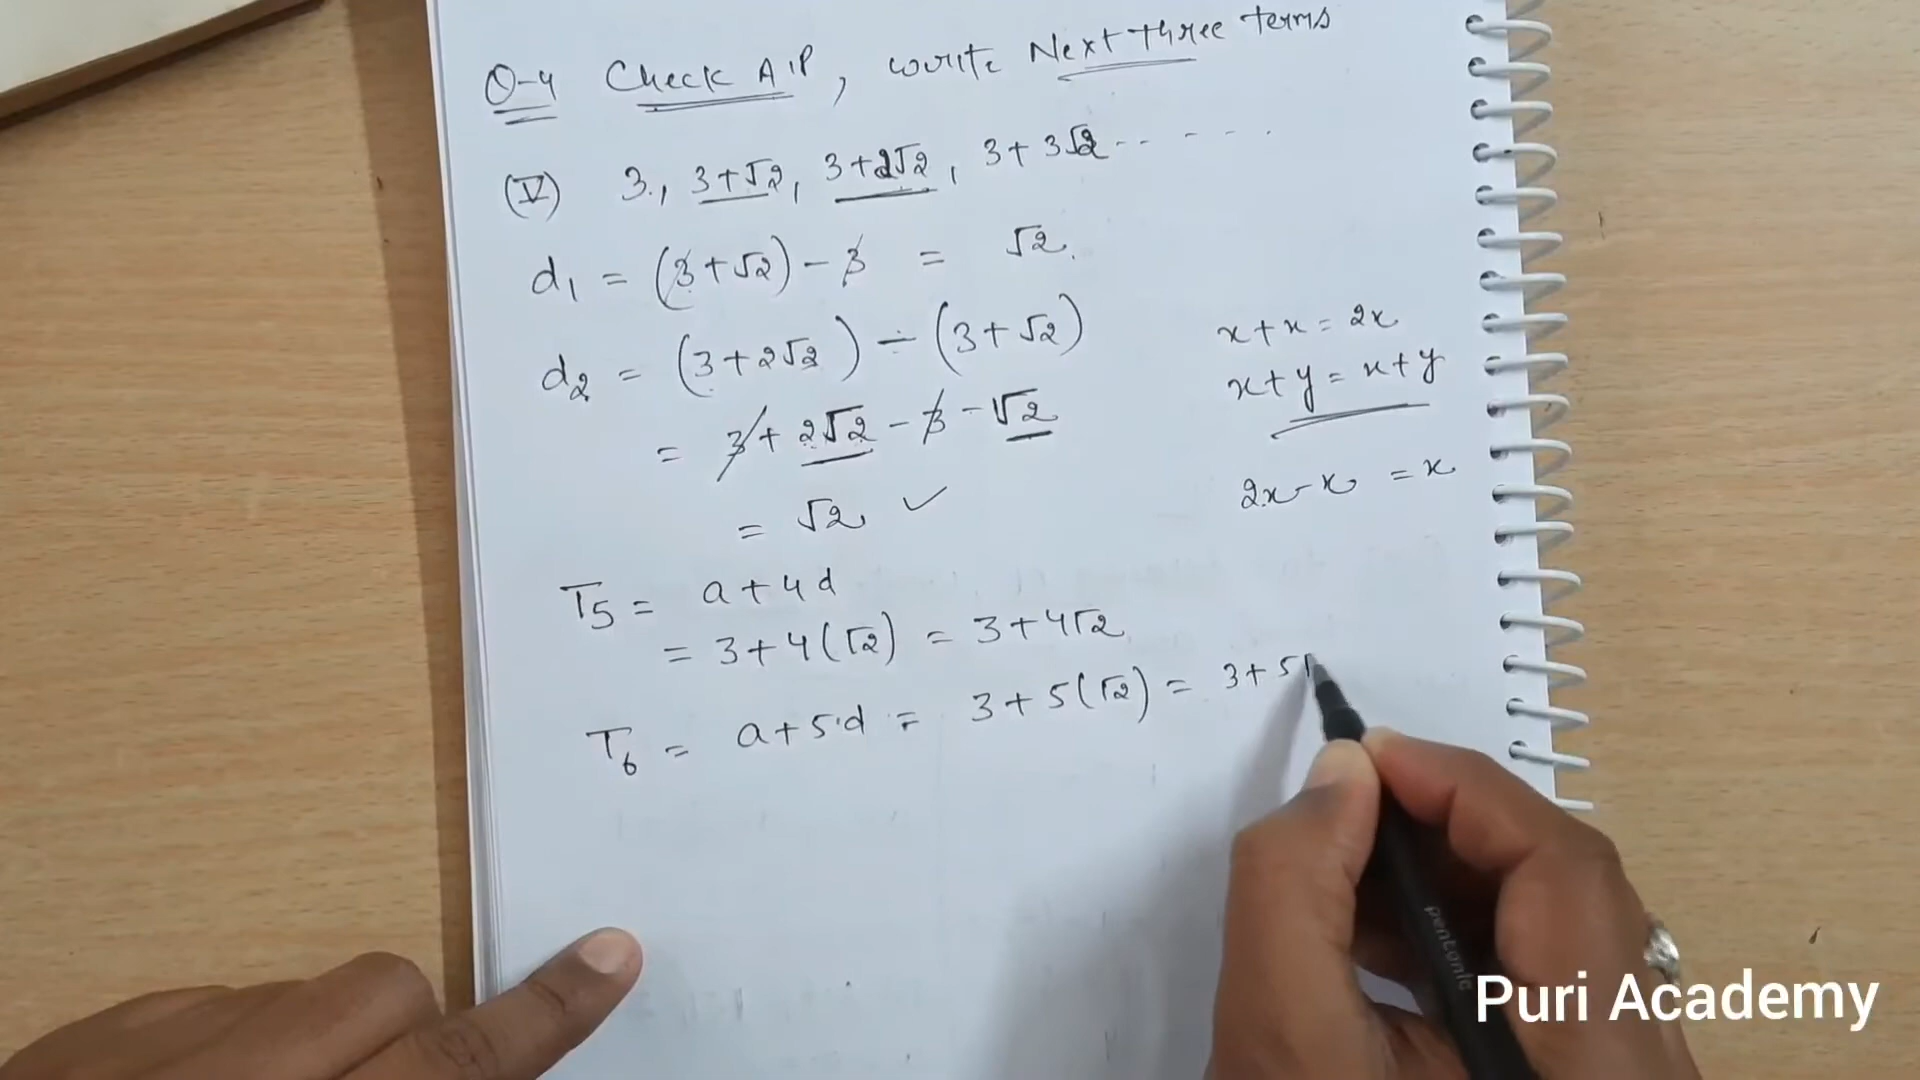 Q-4 Check A.P, write Next three terms
(V) 3, 3+√2, 3+2√2, 3+3√2 ------
d1 = (3+√2) - 3 = √2
d2 = (3+2√2) - (3+√2)
= 3+2√2 - 3 - √2
= √2 ✓
x+x = 2x
x+y = x+y
2x-x = x
T5 = a+4d
= 3+4(√2) = 3+4√2
T6 = a+5d = 3+5(√2) = 3+5√
pentonic
Puri Academy